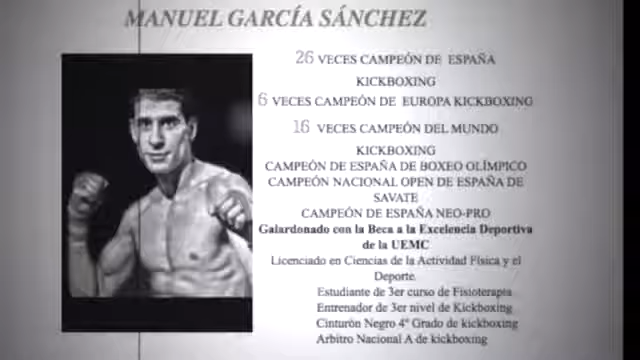 MANUEL GARCÍA SÁNCHEZ
26 VECES CAMPEÓN DE ESPAÑA
KICKBOXING
6 VECES CAMPEÓN DE EUROPA KICKBOXING
16 VECES CAMPEÓN DEL MUNDO
KICKBOXING
CAMPEÓN DE ESPAÑA DE BOXEO OLÍMPICO
CAMPEÓN NACIONAL OPEN DE ESPAÑA DE
SAVATE
CAMPEÓN DE ESPAÑA NEO-PRO
Galardonado con la Beca a la Excelencia Deportiva
de la UEMC
Licenciado en Ciencias de la Actividad Física y el
Deporte.
Estudiante de 3er curso de Fisioterapia
Entrenador de 3er nivel de Kickboxing
Cinturón Negro 4º Grado de kickboxing
Arbitro Nacional A de kickboxing